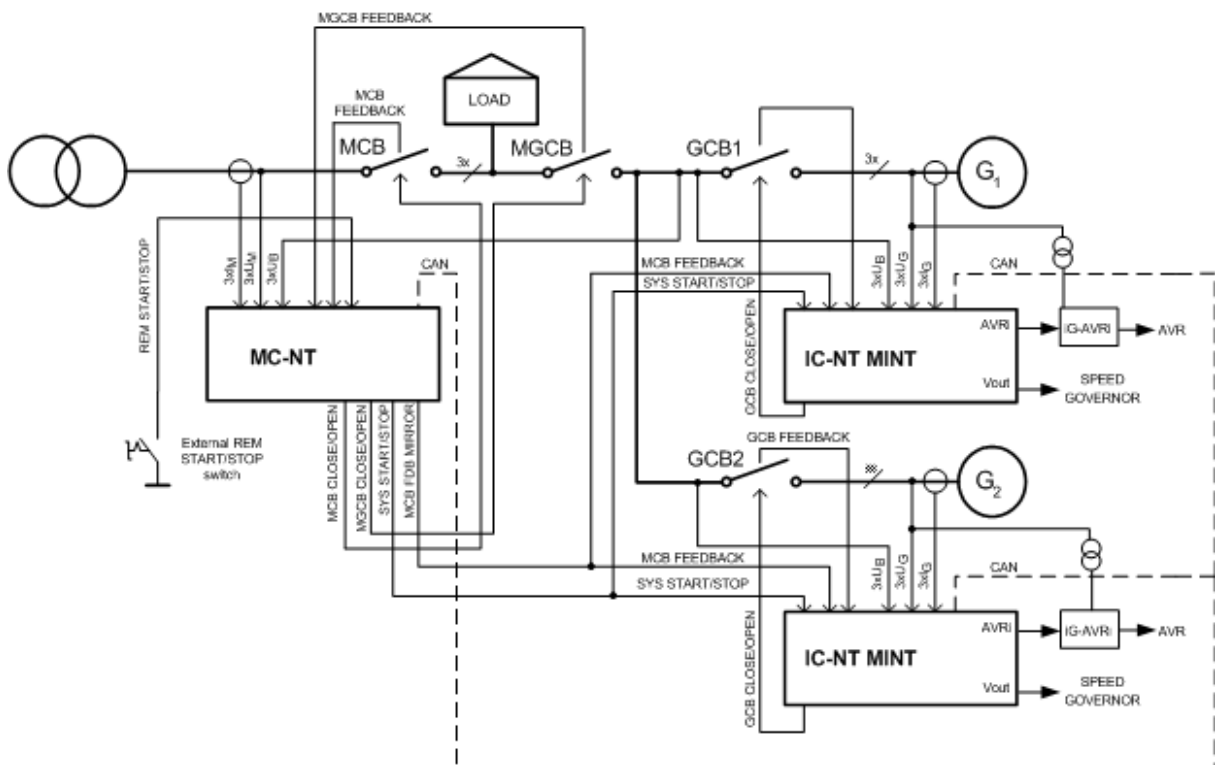 MGCB FEEDBACK
MCB
FEEDBACK
LOAD
MCB
3x
MGCB
GCB1
3x
G1
REM START/STOP
3xIM
3xUM
3xUB
CAN
MCB FEEDBACK
SYS START/STOP
GCB CLOSE/OPEN
3xUB
3xUG
3xIG
CAN
MC-NT
IC-NT MINT
AVRi
iG-AVRi
AVR
Vout
SPEED
GOVERNOR
External REM
START/STOP
switch
MCB CLOSE/OPEN
MGCB CLOSE/OPEN
SYS START/STOP
MCB FDB MIRROR
GCB FEEDBACK
GCB2
G2
MCB FEEDBACK
SYS START/STOP
GCB CLOSE/OPEN
3xUB
3xUG
3xIG
CAN
IC-NT MINT
AVRi
iG-AVRi
AVR
Vout
SPEED
GOVERNOR